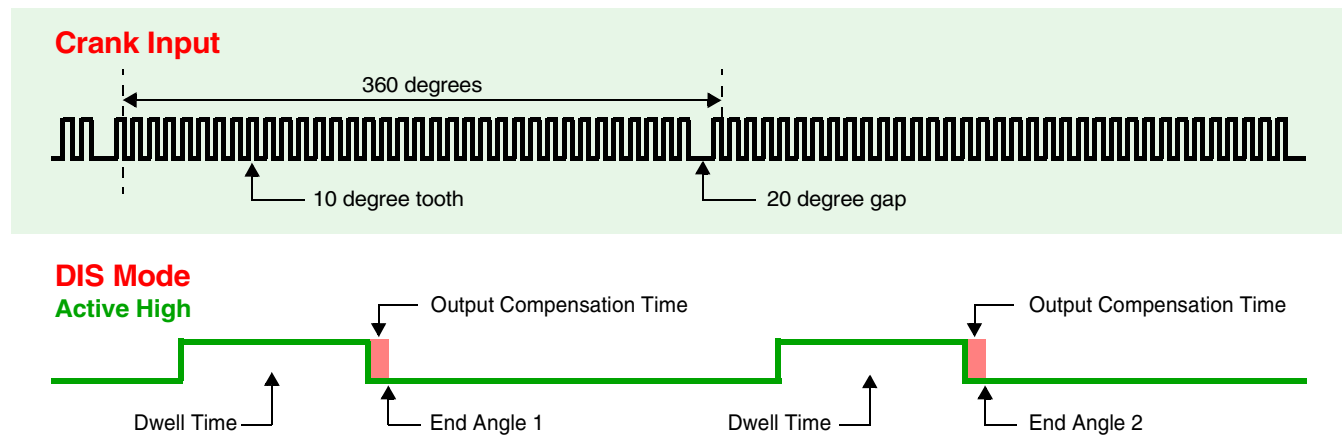 Crank Input
360 degrees
10 degree tooth
20 degree gap
DIS Mode
Active High
Output Compensation Time
Output Compensation Time
Dwell Time
End Angle 1
Dwell Time
End Angle 2